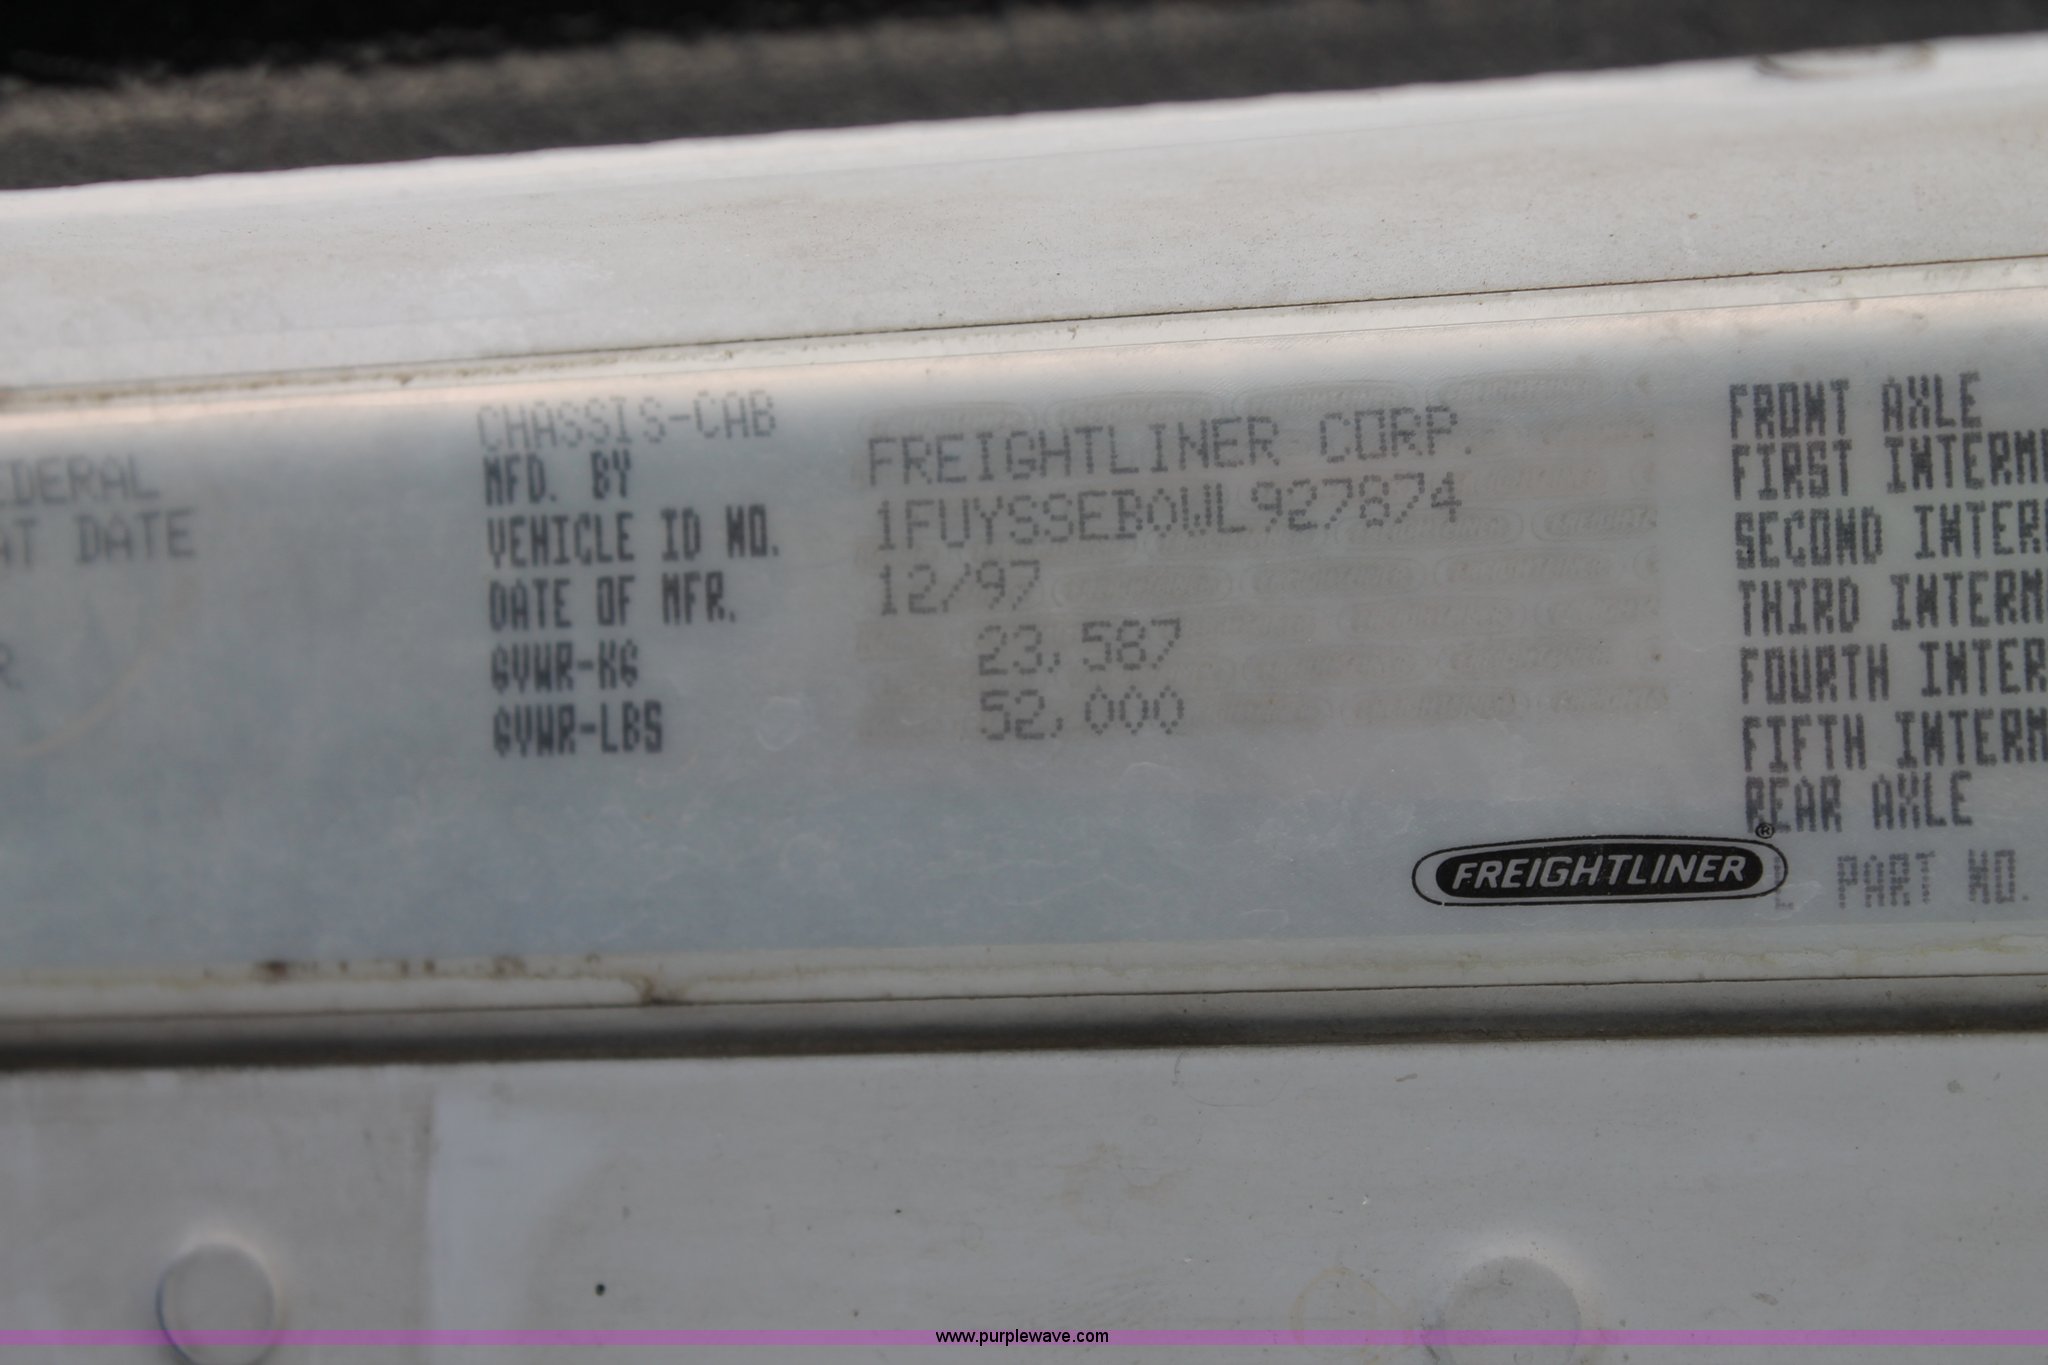 EDERAL
AT DATE
R
CHASSIS-CAB
MFD. BY FREIGHTLINER CORP.
VEHICLE ID NO. 1FUYSSEB0WL927874
DATE OF MFR. 12/97
GVWR-KG 23,587
GVWR-LBS 52,000
FRONT AXLE
FIRST INTERM
SECOND INTER
THIRD INTERM
FOURTH INTER
FIFTH INTERM
REAR AXLE
FREIGHTLINER®
PART NO.
www.purplewave.com